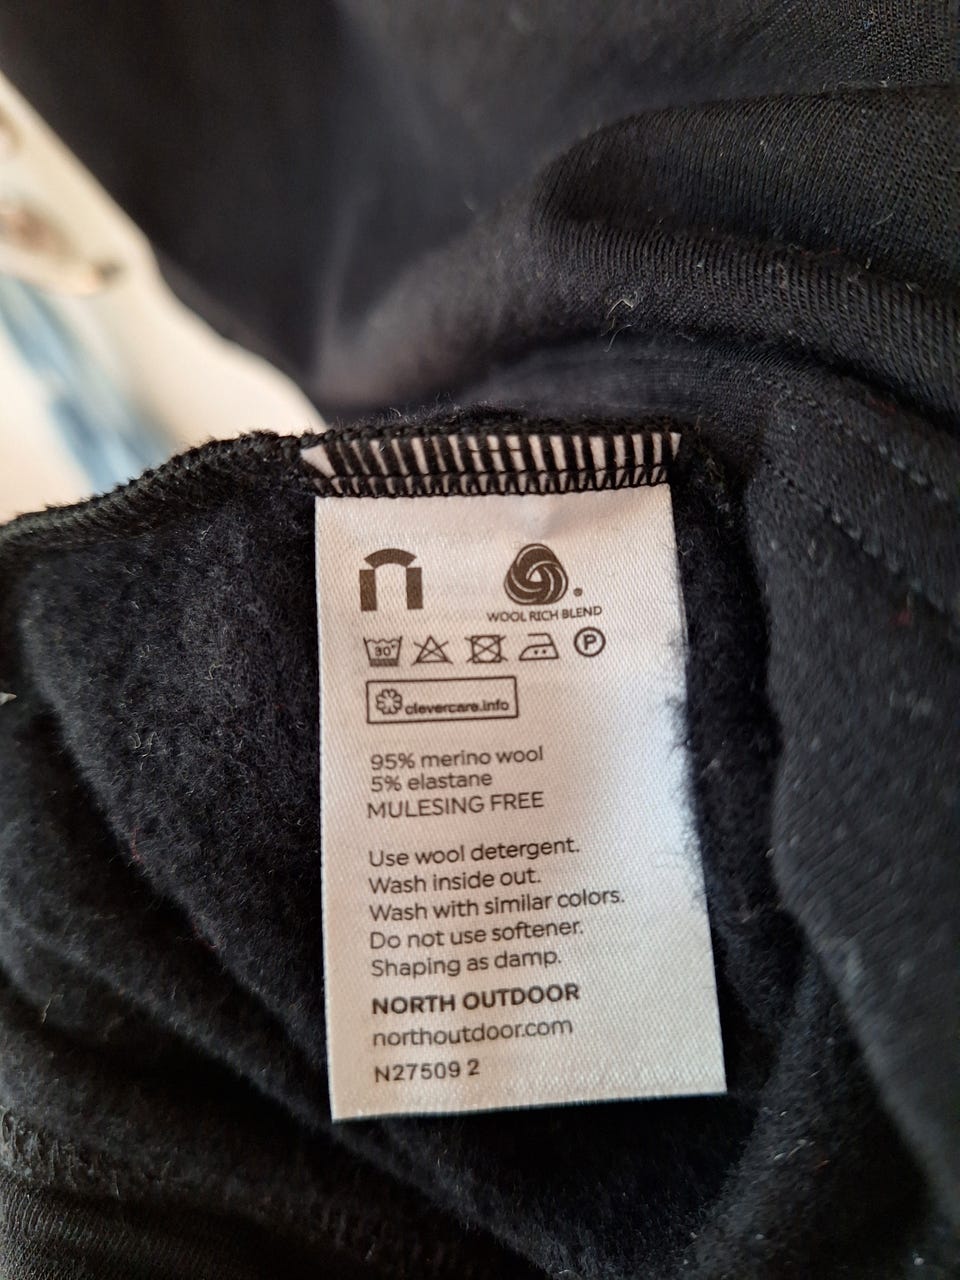 WOOL RICH BLEND
30° P
clevercare.info
95% merino wool
5% elastane
MULESING FREE
Use wool detergent.
Wash inside out.
Wash with similar colors.
Do not use softener.
Shaping as damp.
NORTH OUTDOOR
northoutdoor.com
N27509 2